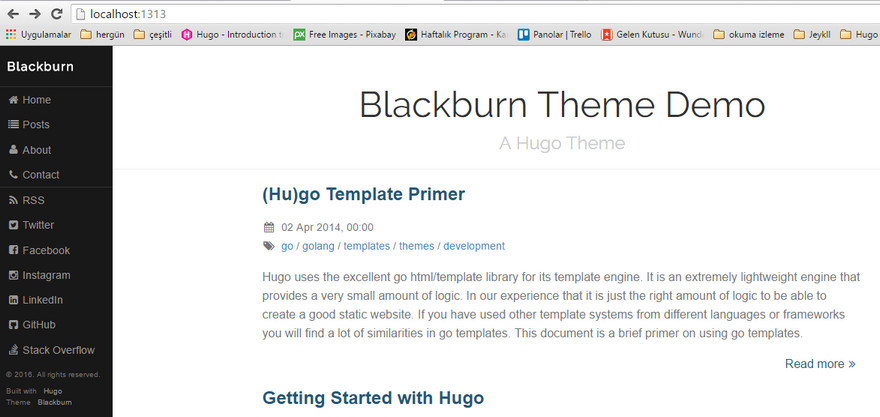 localhost:1313
Uygulamalar hergün çeşitli Hugo - Introduction t Free Images - Pixabay Haftalık Program - Ka Panolar | Trello Gelen Kutusu - Wund okuma izleme Jeykll Hugo
Blackburn
Home
Posts
About
Contact
RSS
Twitter
Facebook
Instagram
LinkedIn
GitHub
Stack Overflow
© 2016. All rights reserved.
Built with Hugo
Theme Blackburn
Blackburn Theme Demo
A Hugo Theme
(Hu)go Template Primer
02 Apr 2014, 00:00
go / golang / templates / themes / development
Hugo uses the excellent go html/template library for its template engine. It is an extremely lightweight engine that
provides a very small amount of logic. In our experience that it is just the right amount of logic to be able to
create a good static website. If you have used other template systems from different languages or frameworks
you will find a lot of similarities in go templates. This document is a brief primer on using go templates.
Read more »
Getting Started with Hugo